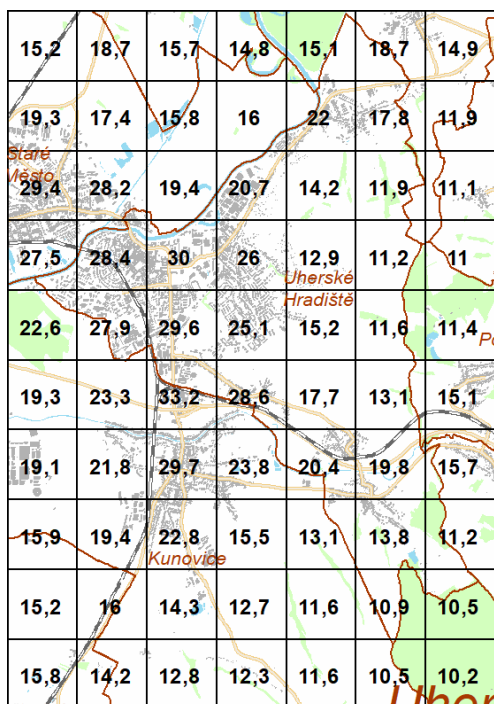 15,2 18,7 15,7 14,8 15,1 18,7 14,9
19,3 17,4 15,8 16 22 17,8 11,9
Staré
Město
29,4 28,2 19,4 20,7 14,2 11,9 11,1
27,5 28,4 30 26 12,9 11,2 11
Uherské
Hradiště
22,6 27,9 29,6 25,1 15,2 11,6 11,4
Po
19,3 23,3 33,2 28,6 17,7 13,1 15,1
19,1 21,8 29,7 23,8 20,4 19,8 15,7
15,9 19,4 22,8 15,5 13,1 13,8 11,2
Kunovice
15,2 16 14,3 12,7 11,6 10,9 10,5
15,8 14,2 12,8 12,3 11,6 10,5 10,2
Uher